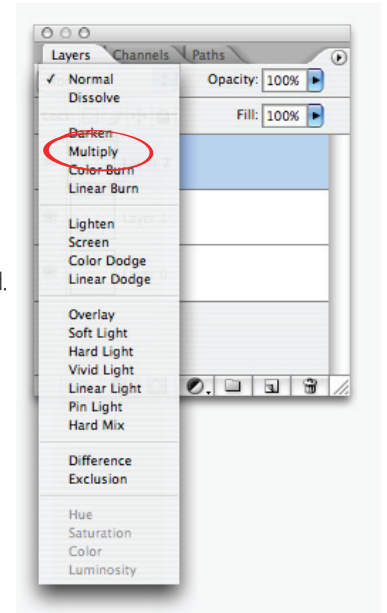 Layers Channels Paths
✓ Normal Opacity: 100%
Dissolve
Fill: 100%
Darken
Multiply
Color Burn
Linear Burn
Lighten
Screen
Color Dodge
Linear Dodge
Overlay
Soft Light
Hard Light
Vivid Light
Linear Light
Pin Light
Hard Mix
Difference
Exclusion
Hue
Saturation
Color
Luminosity